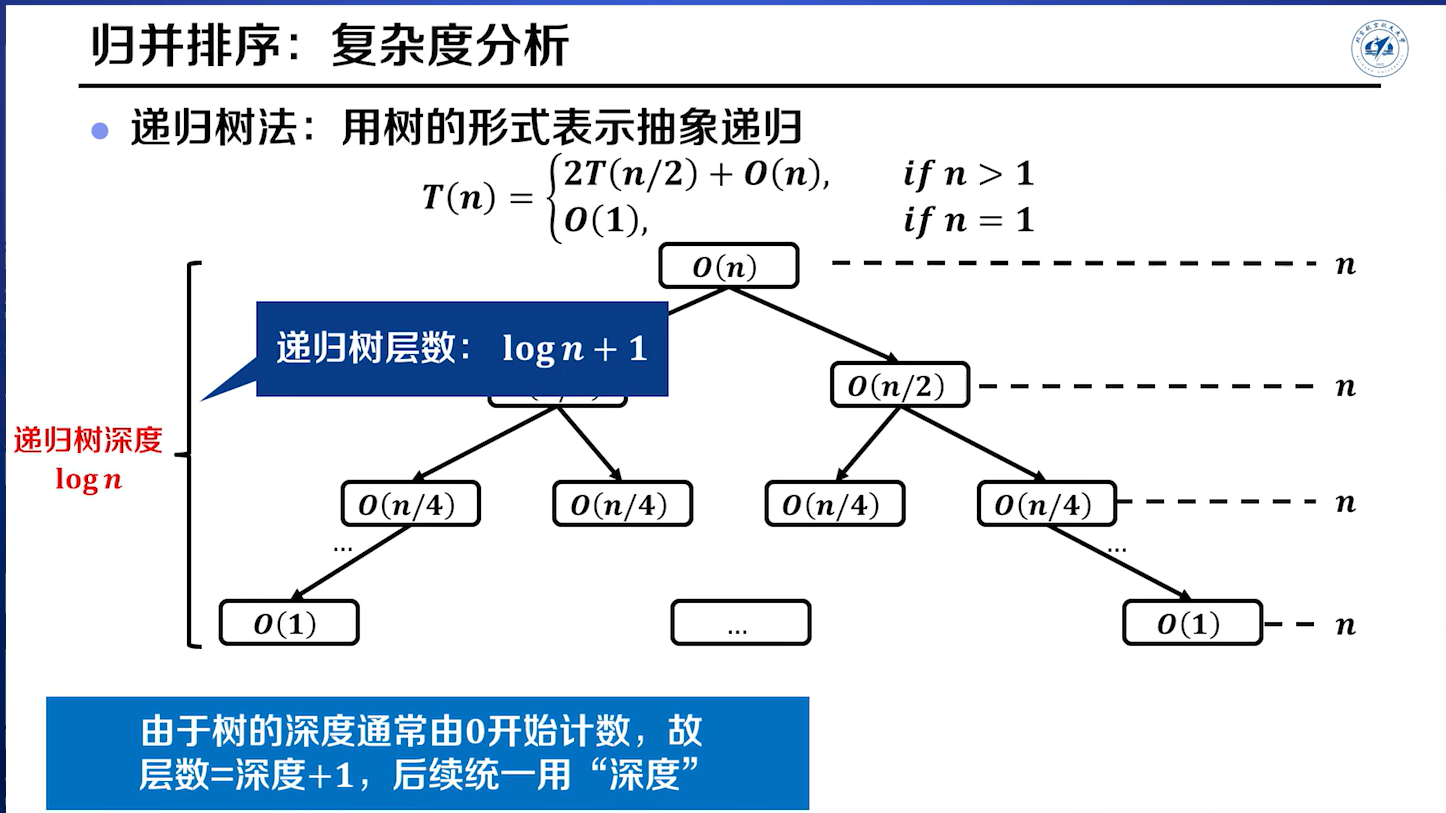 归并排序：复杂度分析
递归树法：用树的形式表示抽象递归
T(n) = {2T(n/2) + O(n), if n > 1
O(1), if n = 1
O(n) n
递归树层数： log n + 1
O(n/2) n
递归树深度
log n
O(n/4) O(n/4) O(n/4) O(n/4) n
... ...
O(1) ... O(1) n
由于树的深度通常由0开始计数，故
层数=深度+1，后续统一用“深度”